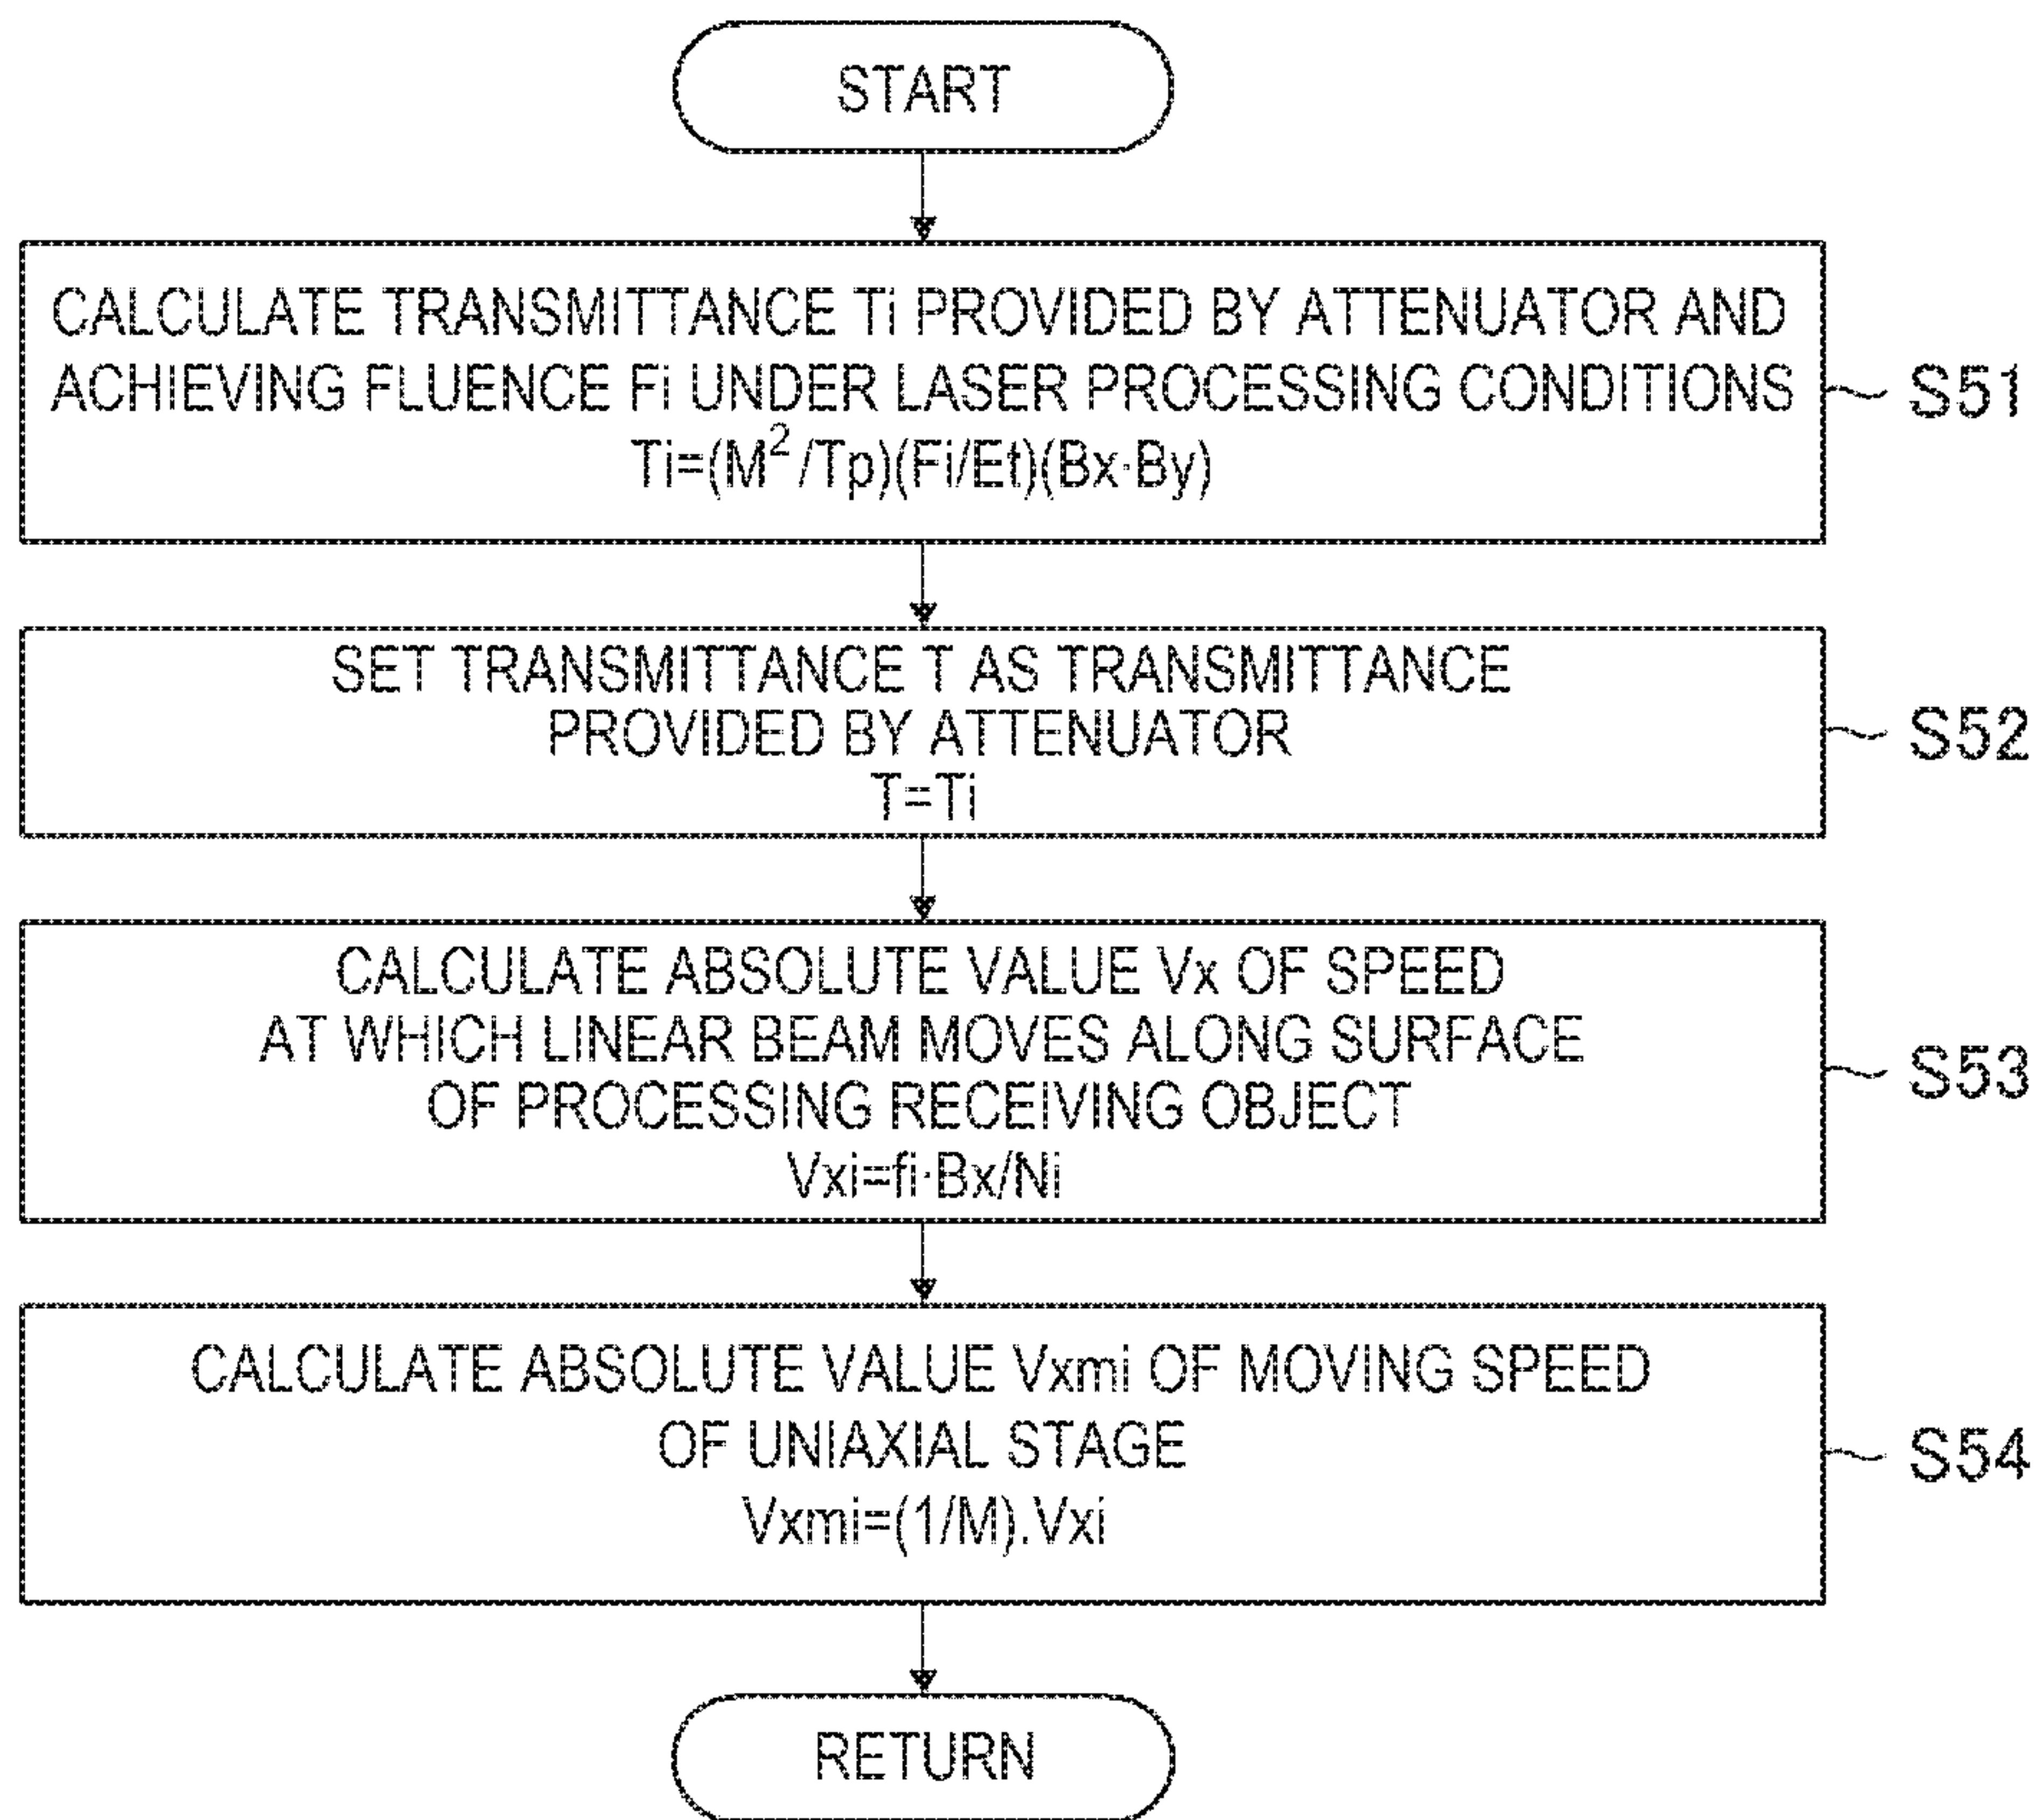 START
CALCULATE TRANSMITTANCE Ti PROVIDED BY ATTENUATOR AND
ACHIEVING FLUENCE Fi UNDER LASER PROCESSING CONDITIONS
Ti=(M²/Tp)(Fi/Et)(Bx·By)
S51
SET TRANSMITTANCE T AS TRANSMITTANCE
PROVIDED BY ATTENUATOR
T=Ti
S52
CALCULATE ABSOLUTE VALUE Vx OF SPEED
AT WHICH LINEAR BEAM MOVES ALONG SURFACE
OF PROCESSING RECEIVING OBJECT
Vxi=fi·Bx/Ni
S53
CALCULATE ABSOLUTE VALUE Vxmi OF MOVING SPEED
OF UNIAXIAL STAGE
Vxmi=(1/M).Vxi
S54
RETURN